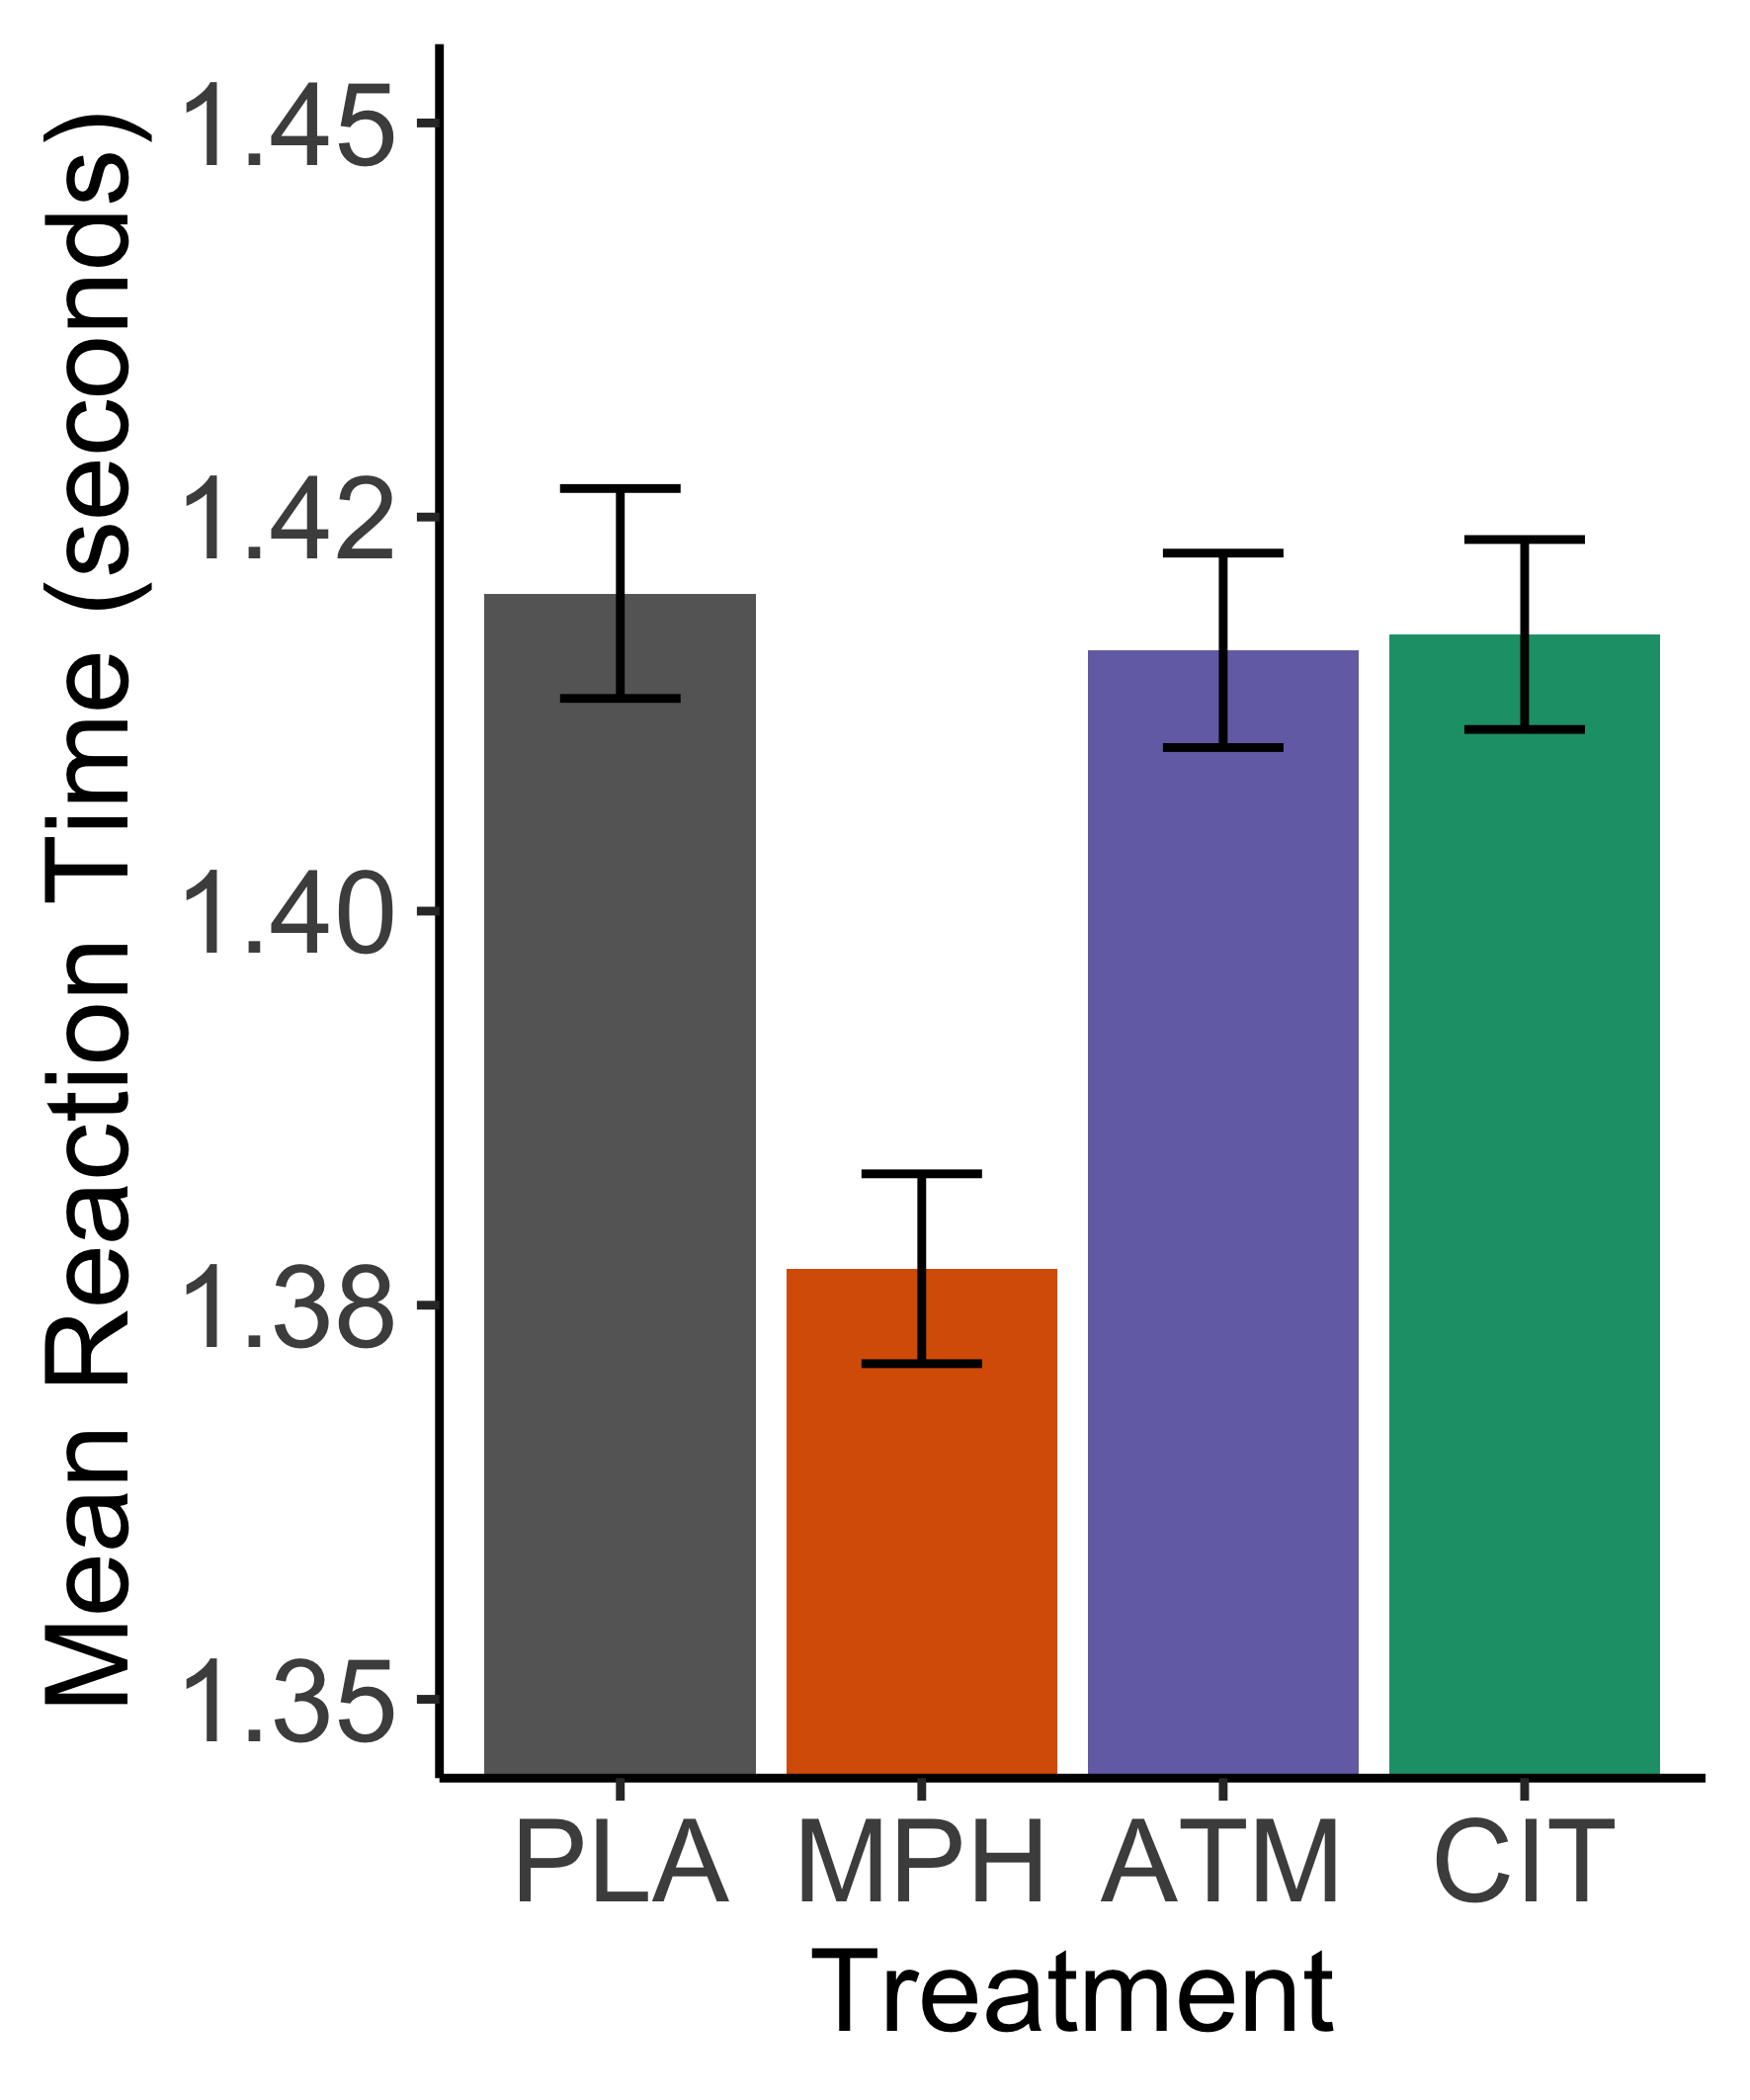 Mean Reaction Time (seconds)
1.45
1.42
1.40
1.38
1.35
PLA MPH ATM CIT
Treatment